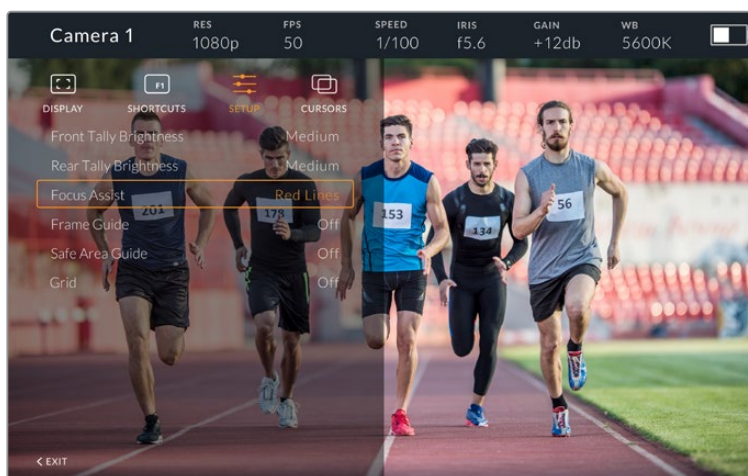 Camera 1
RES FPS SPEED IRIS GAIN WB
1080p 50 1/100 f5.6 +12db 5600K
F1
DISPLAY SHORTCUTS SETUP CURSORS
Front Tally Brightness Medium
Rear Tally Brightness Medium
Focus Assist Red Lines
Frame Guide Off
Safe Area Guide Off
Grid Off
201
178
153
134
56
< EXIT